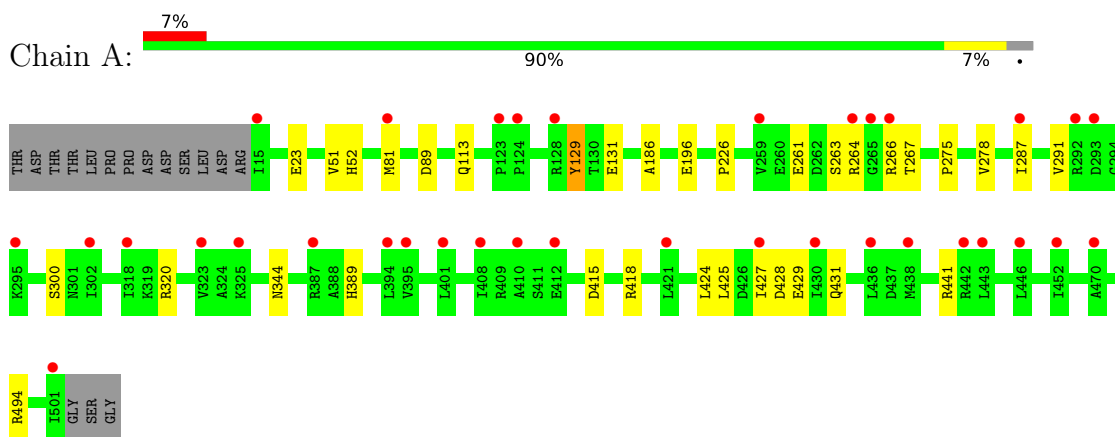 7%
Chain A:
90% 7% •
THR ASP THR THR LEU PRO PRO ASP ASP SER LEU ASP ARG I15 E23 V51 H52 M81 D89 Q113 P123 P124 R128 Y129 T130 E131 A186 E196 P226 V259 E260 E261 D262 S263 R264 G265 R266 T267 P275 V278 I287 V291 R292 D293 G294
K295 S300 N301 I302 I318 K319 R320 V323 A324 K325 N344 R387 A388 H389 L394 V395 L401 I408 R409 A410 S411 E412 D415 R418 L421 L424 L425 D426 I427 D428 E429 I430 Q431 L436 D437 M438 R441 R442 L443 L446 I452 A470
R494 I501 GLY SER GLY